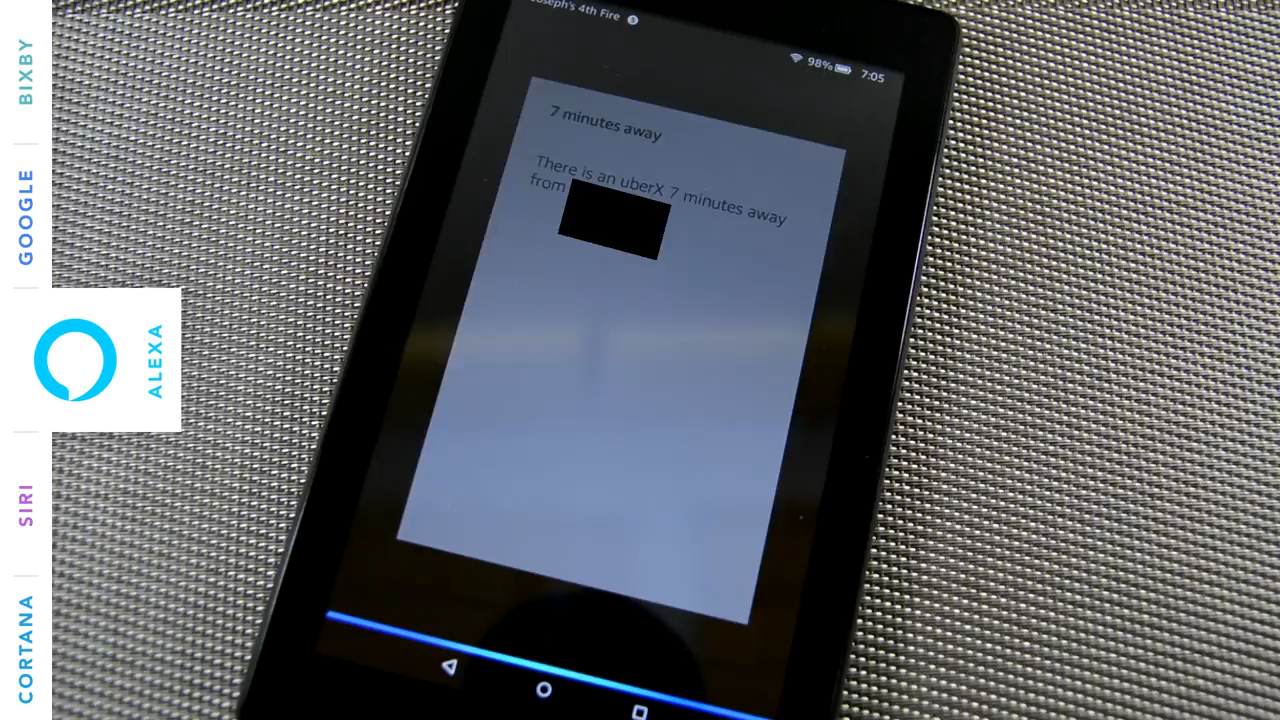 BIXBY
GOOGLE
ALEXA
SIRI
CORTANA
Joseph's 4th Fire
98% 7:05
7 minutes away
There is an uberX 7 minutes away
from